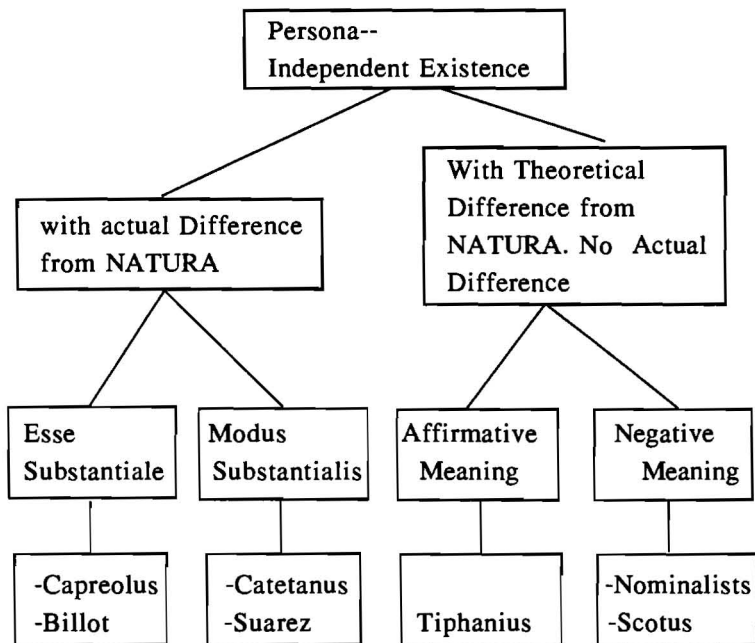 Persona--
Independent Existence
with actual Difference
from NATURA
With Theoretical
Difference from
NATURA. No Actual
Difference
Esse
Substantiale
Modus
Substantialis
Affirmative
Meaning
Negative
Meaning
-Capreolus
-Billot
-Catetanus
-Suarez
Tiphanius
-Nominalists
-Scotus